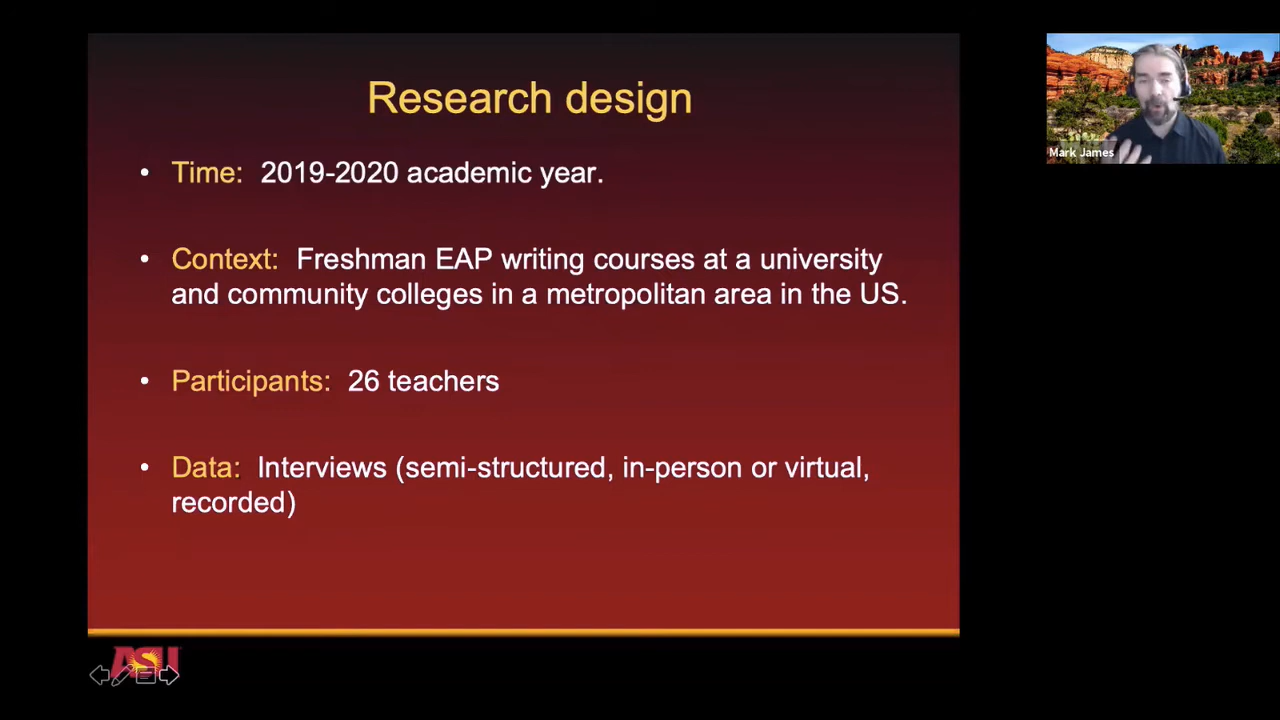 Research design
• Time: 2019-2020 academic year.
• Context: Freshman EAP writing courses at a university
and community colleges in a metropolitan area in the US.
• Participants: 26 teachers
• Data: Interviews (semi-structured, in-person or virtual,
recorded)
Mark James
ASU